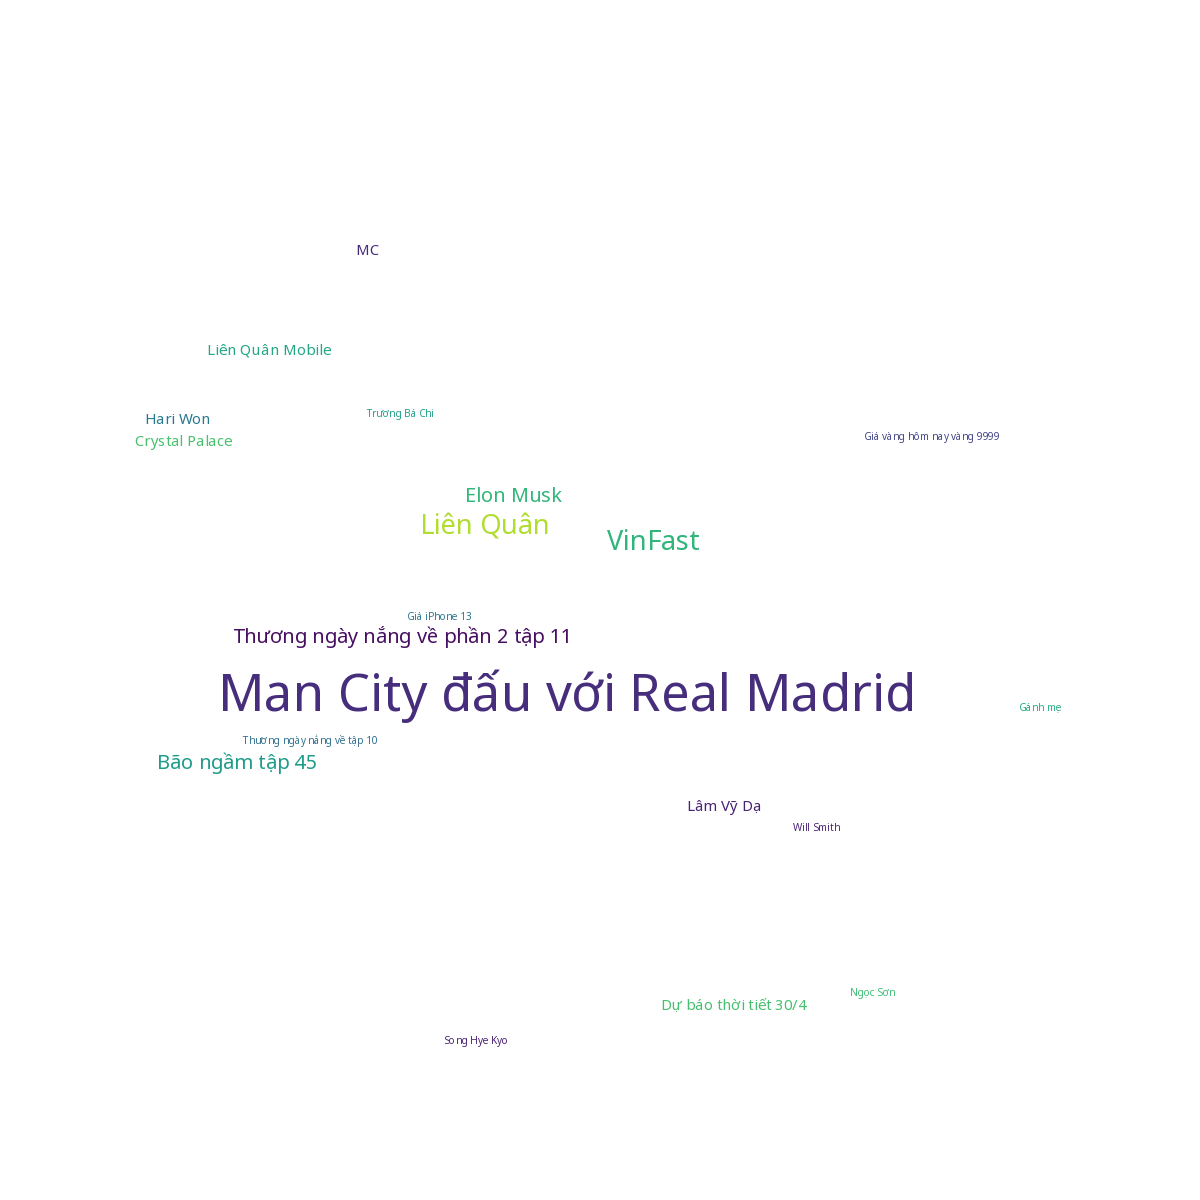 MC
Liên Quân Mobile
Trương Bá Chi
Hari Won
Giá vàng hôm nay vàng 9999
Crystal Palace
Elon Musk
Liên Quân
VinFast
Giá iPhone 13
Thương ngày nắng về phần 2 tập 11
Man City đấu với Real Madrid
Gánh mẹ
Thương ngày nắng về tập 10
Bão ngầm tập 45
Lâm Vỹ Dạ
Will Smith
Ngọc Sơn
Dự báo thời tiết 30/4
Song Hye Kyo